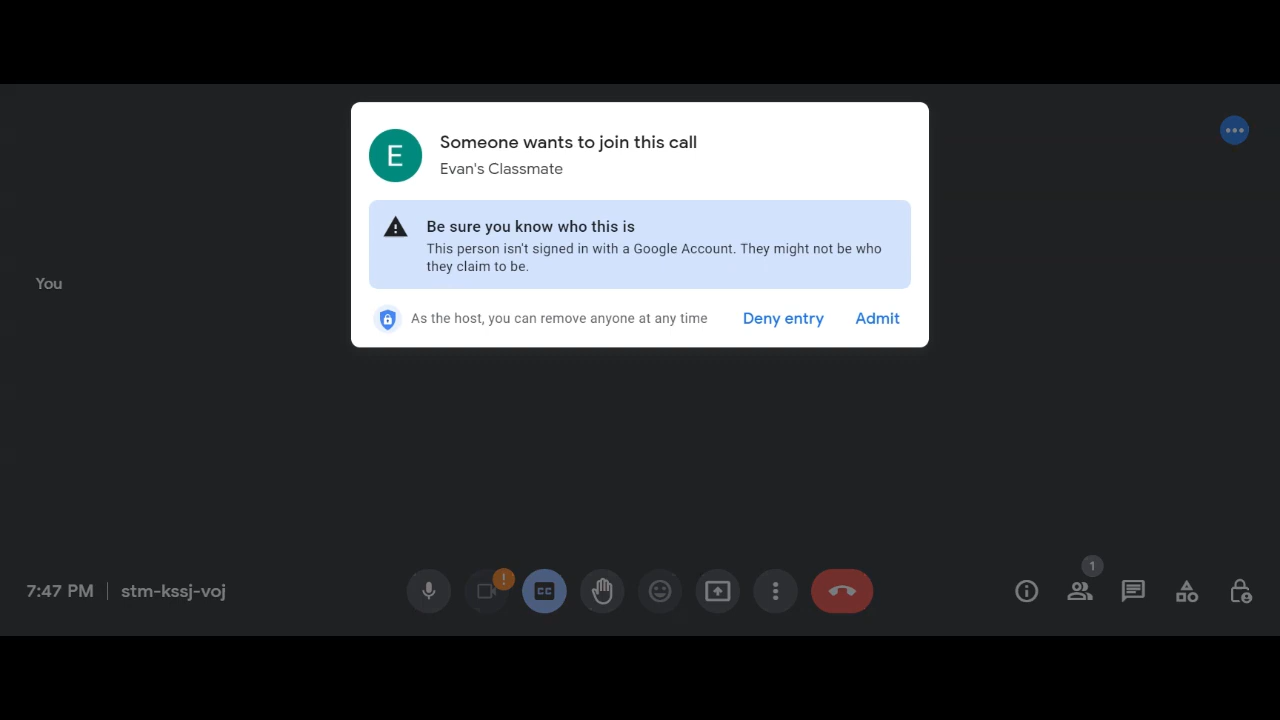 E
Someone wants to join this call
Evan's Classmate
Be sure you know who this is
This person isn't signed in with a Google Account. They might not be who
they claim to be.
As the host, you can remove anyone at any time
Deny entry
Admit
You
7:47 PM
stm-kssj-voj
!
CC
1